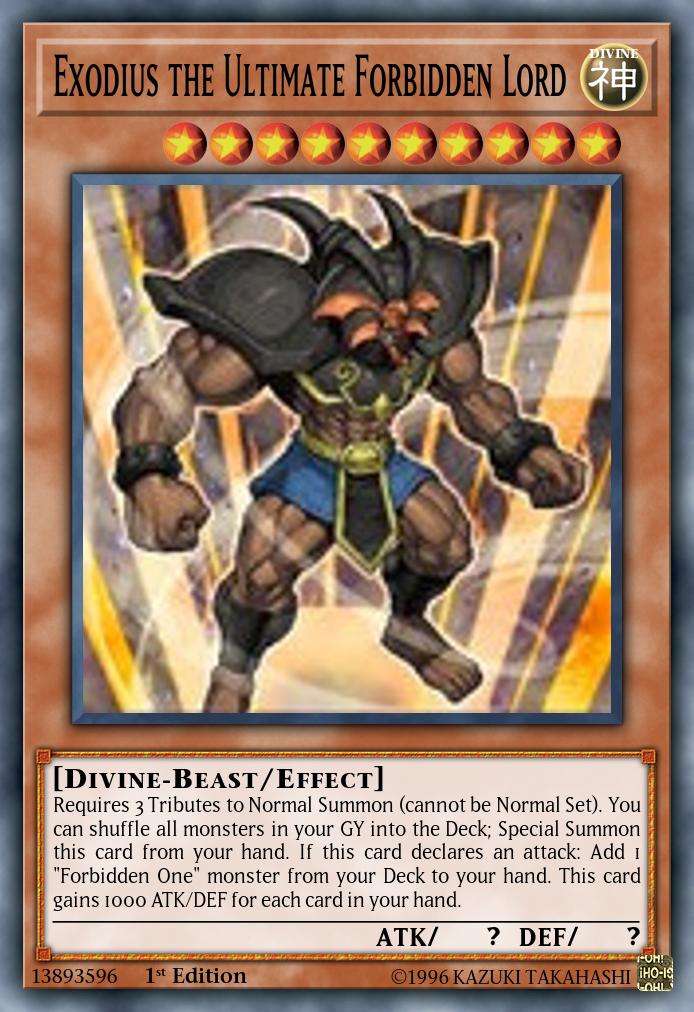 Exodius the Ultimate Forbidden Lord
DIVINE
神
[Divine-Beast/Effect]
Requires 3 Tributes to Normal Summon (cannot be Normal Set). You
can shuffle all monsters in your GY into the Deck; Special Summon
this card from your hand. If this card declares an attack: Add 1
"Forbidden One" monster from your Deck to your hand. This card
gains 1000 ATK/DEF for each card in your hand.
ATK/ ? DEF/ ?
13893596 1st Edition ©1996 KAZUKI TAKAHASHI